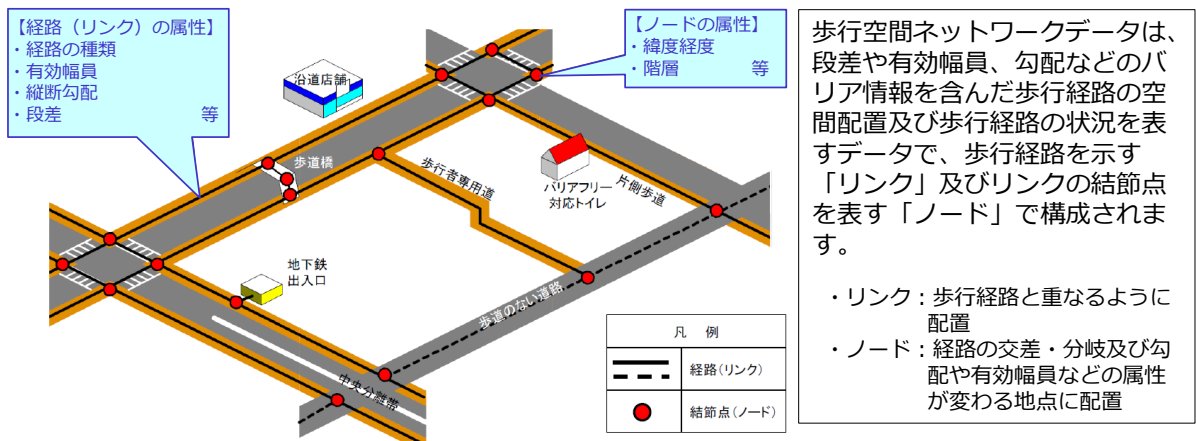 【経路（リンク）の属性】
・経路の種類
・有効幅員
・縦断勾配
・段差　　　　　　　等
【ノードの属性】
・緯度経度
・階層　　　　等
沿道店舗
歩道橋
歩行者専用道
バリアフリー
対応トイレ
片側歩道
地下鉄
出入口
歩道のない道路
中央分離帯
凡　例
経路(リンク)
結節点(ノード)
歩行空間ネットワークデータは、
段差や有効幅員、勾配などのバ
リア情報を含んだ歩行経路の空
間配置及び歩行経路の状況を表
すデータで、歩行経路を示す
「リンク」及びリンクの結節点
を表す「ノード」で構成されま
す。
・リンク：歩行経路と重なるように
配置
・ノード：経路の交差・分岐及び勾
配や有効幅員などの属性
が変わる地点に配置